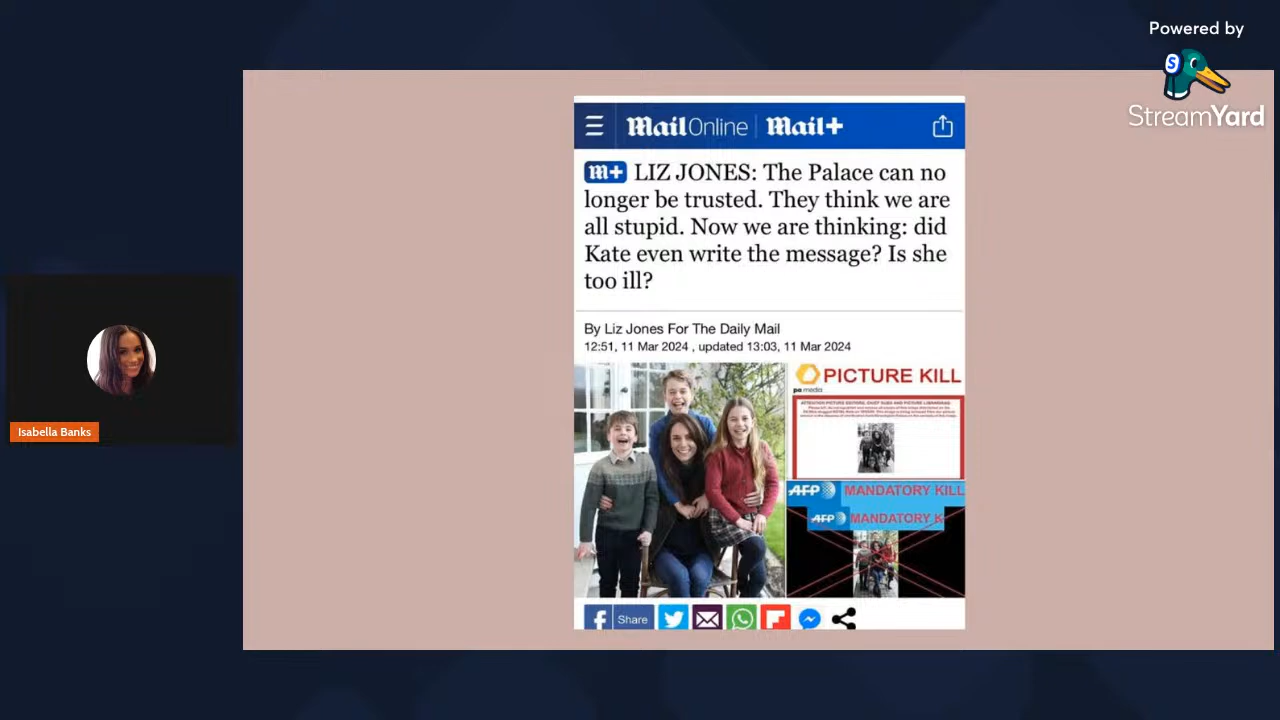 Powered by
S
StreamYard
Mail Online Mail+
m+ LIZ JONES: The Palace can no
longer be trusted. They think we are
all stupid. Now we are thinking: did
Kate even write the message? Is she
too ill?
By Liz Jones For The Daily Mail
12:51, 11 Mar 2024 , updated 13:03, 11 Mar 2024
pa media
PICTURE KILL
AFP MANDATORY KILL
AFP MANDATORY K
Isabella Banks
f Share